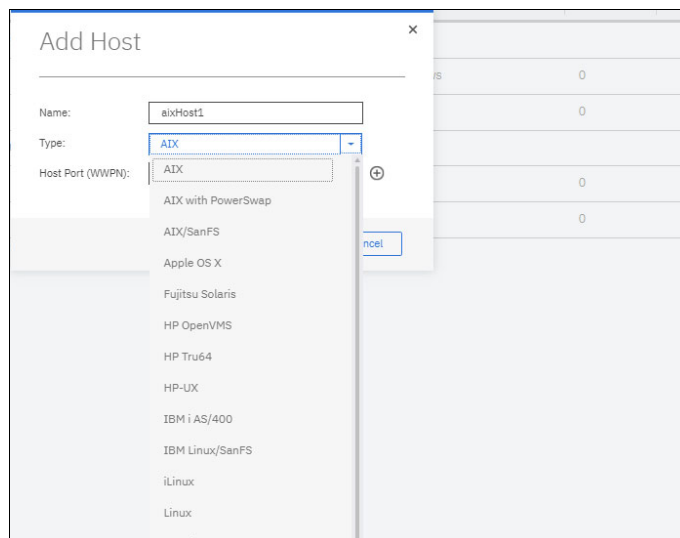 Add Host
×
Name: aixHost1
Type: AIX
Host Port (WWPN):
AIX
AIX with PowerSwap
AIX/SanFS
Apple OS X
Fujitsu Solaris
HP OpenVMS
HP Tru64
HP-UX
IBM i AS/400
IBM Linux/SanFS
iLinux
Linux
ncel
s 0
0
0
0